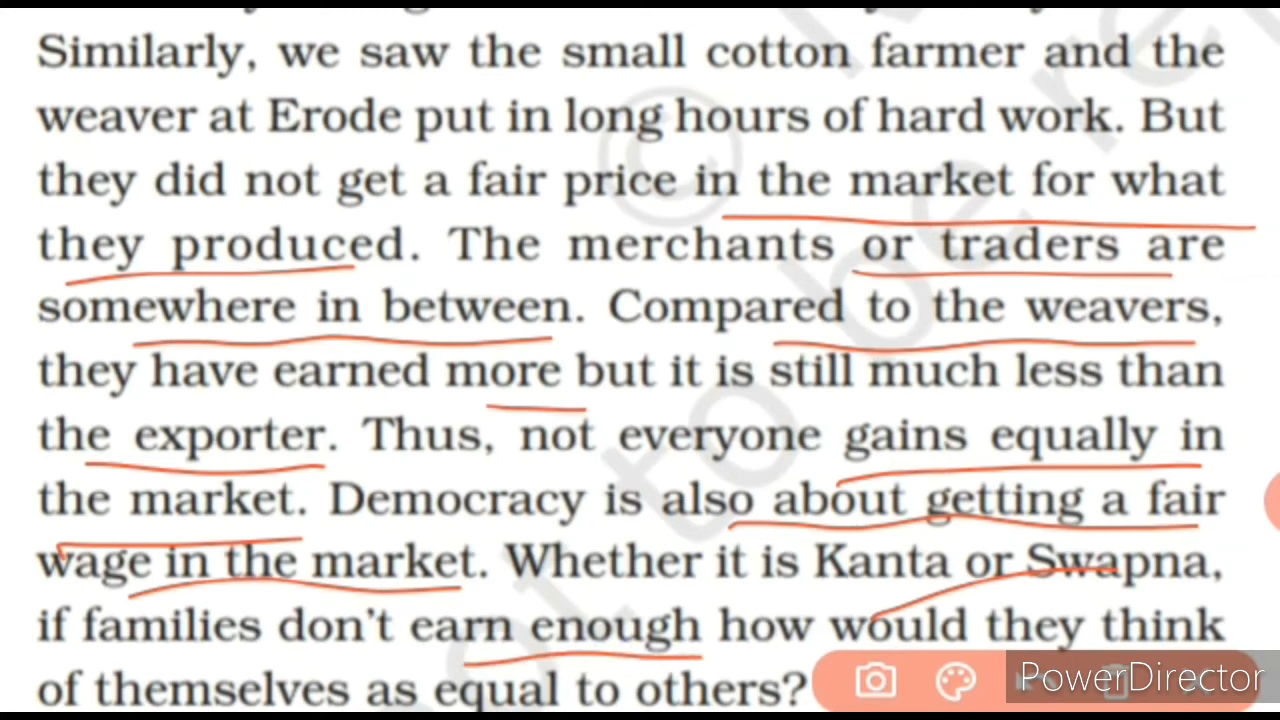 Similarly, we saw the small cotton farmer and the
weaver at Erode put in long hours of hard work. But
they did not get a fair price in the market for what
they produced. The merchants or traders are
somewhere in between. Compared to the weavers,
they have earned more but it is still much less than
the exporter. Thus, not everyone gains equally in
the market. Democracy is also about getting a fair
wage in the market. Whether it is Kanta or Swapna,
if families don't earn enough how would they think
of themselves as equal to others?
PowerDirector